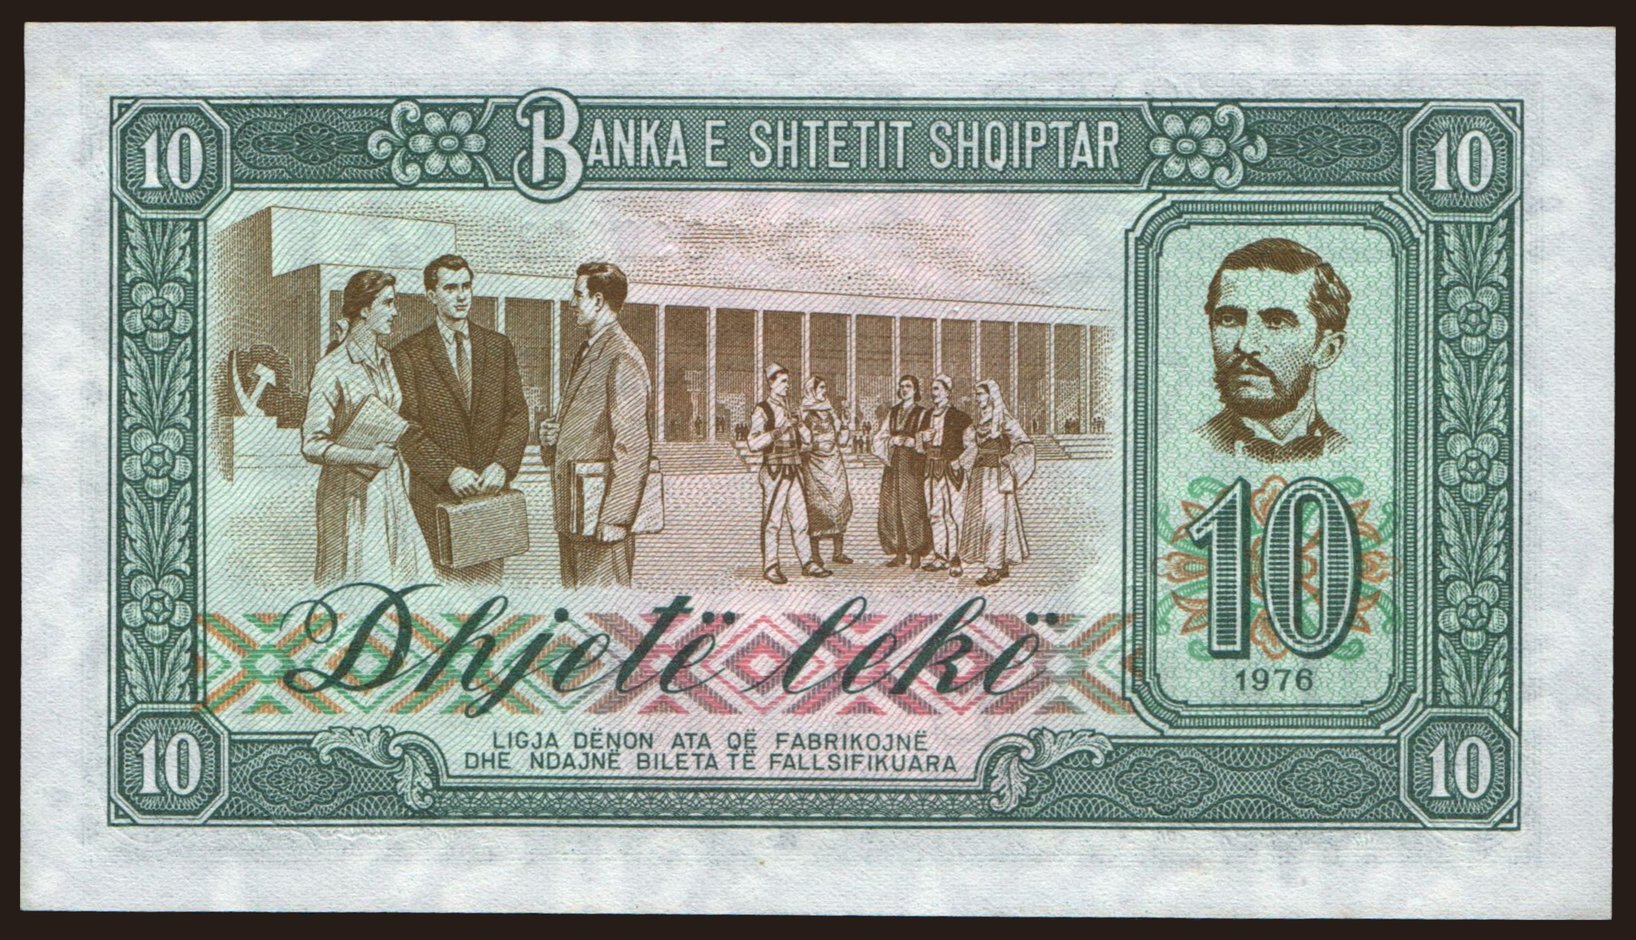 10
BANKA E SHTETIT SHQIPTAR
10
10
1976
Dhjetë lekë
LIGJA DËNON ATA QË FABRIKOJNË
DHE NDAJNË BILETA TË FALLSIFIKUARA
10
10